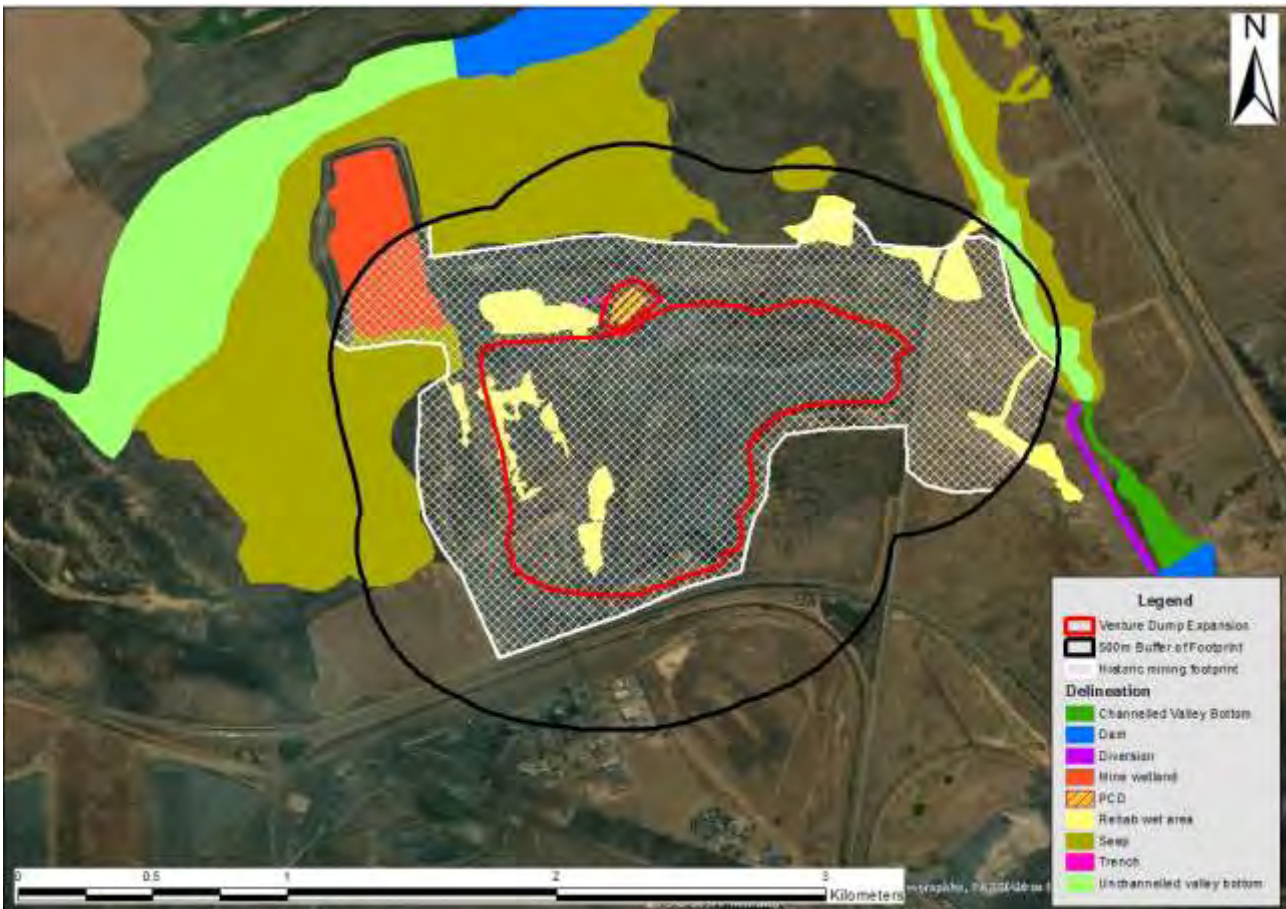 N
Legend
Venture Dump Expansion
500m Buffer of Footprint
Historic mining footprint
Delineation
Channelled Valley Bottom
Dam
Diversion
Mine wetland
PCD
Rehab wet area
Seep
Trench
Unchannelled valley bottom
0 0.5 1 2 3
Kilometers